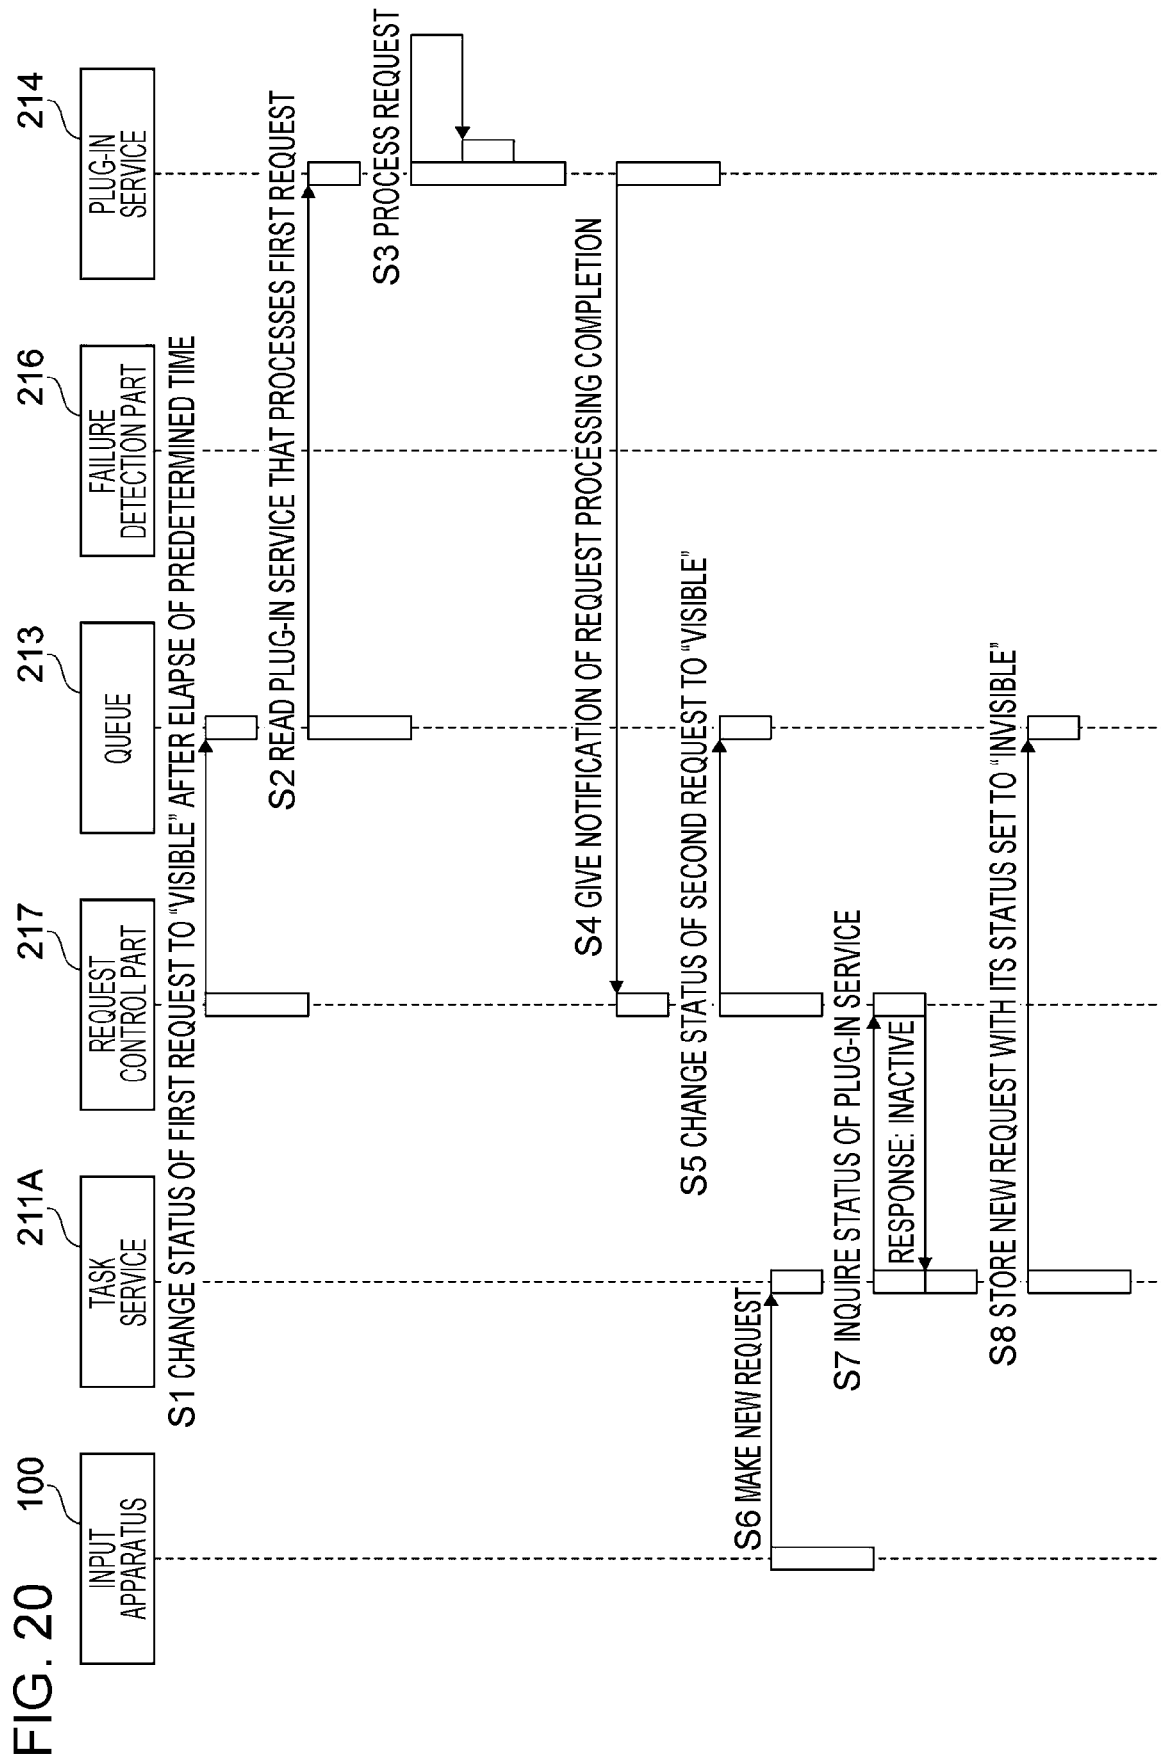 FIG. 20
100
211A
217
213
216
214
INPUT
APPARATUS
TASK
SERVICE
REQUEST
CONTROL PART
QUEUE
FAILURE
DETECTION PART
PLUG-IN
SERVICE
S1 CHANGE STATUS OF FIRST REQUEST TO “VISIBLE” AFTER ELAPSE OF PREDETERMINED TIME
S2 READ PLUG-IN SERVICE THAT PROCESSES FIRST REQUEST
S3 PROCESS REQUEST
S4 GIVE NOTIFICATION OF REQUEST PROCESSING COMPLETION
S5 CHANGE STATUS OF SECOND REQUEST TO “VISIBLE”
S6 MAKE NEW REQUEST
S7 INQUIRE STATUS OF PLUG-IN SERVICE
RESPONSE: INACTIVE
S8 STORE NEW REQUEST WITH ITS STATUS SET TO “INVISIBLE”